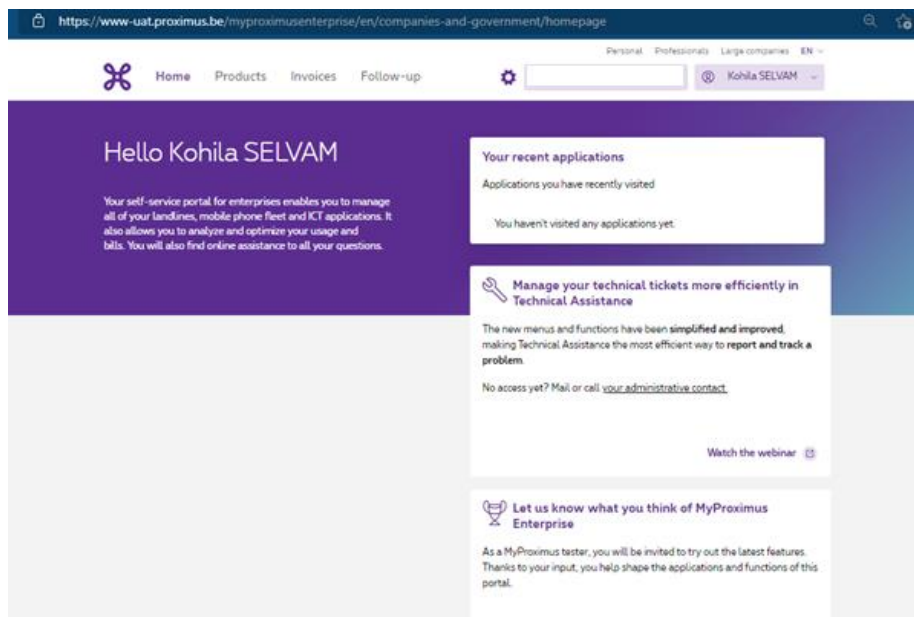 https://www-uat.proximus.be/myproximusenterprise/en/companies-and-government/homepage
Personal Professionals Large companies EN
Home Products Invoices Follow-up
Kohila SELVAM
Hello Kohila SELVAM
Your self-service portal for enterprises enables you to manage
all of your landlines, mobile phone fleet and ICT applications. It
also allows you to analyze and optimize your usage and
bills. You will also find online assistance to all your questions.
Your recent applications
Applications you have recently visited
You haven't visited any applications yet.
Manage your technical tickets more efficiently in
Technical Assistance
The new menus and functions have been simplified and improved,
making Technical Assistance the most efficient way to report and track a
problem.
No access yet? Mail or call your administrative contact.
Watch the webinar
Let us know what you think of MyProximus
Enterprise
As a MyProximus tester, you will be invited to try out the latest features.
Thanks to your input, you help shape the applications and functions of this
portal.